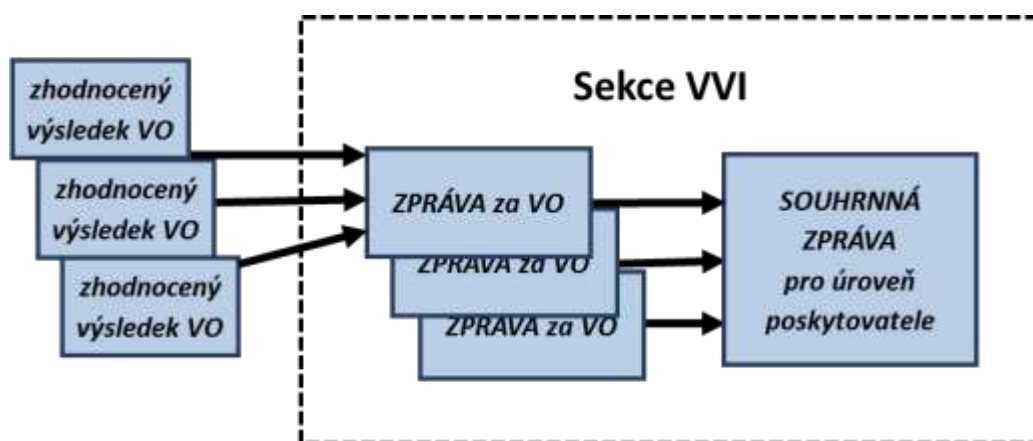 Sekce VVI
zhodnocený
výsledek VO
zhodnocený
výsledek VO
zhodnocený
výsledek VO
ZPRÁVA za VO
ZPRÁVA za VO
ZPRÁVA za VO
SOUHRNNÁ
ZPRÁVA
pro úroveň
poskytovatele